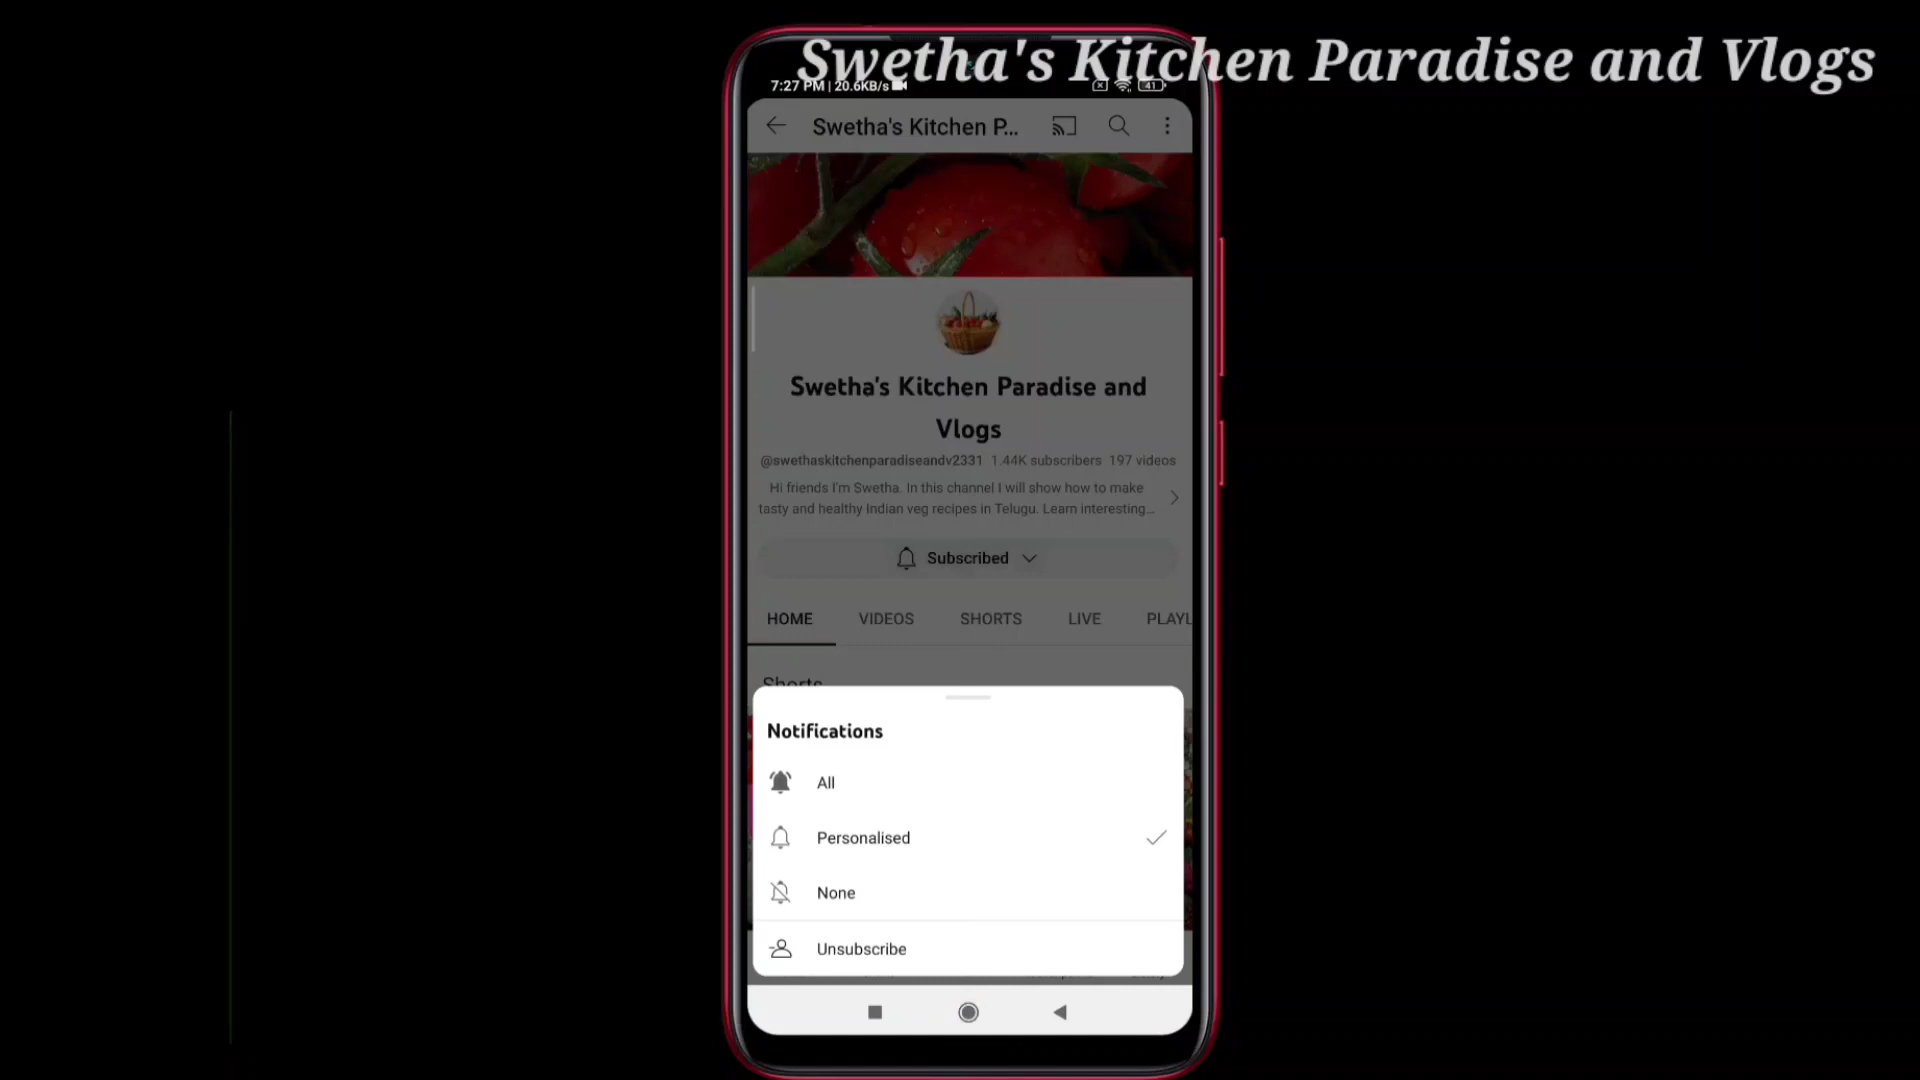 Swetha's Kitchen Paradise and Vlogs
7:27 PM | 20.6KB/s
41
Swetha's Kitchen P...
Swetha's Kitchen Paradise and
Vlogs
@swethaskitchenparadiseandv2331 1.44K subscribers 197 videos
Hi friends I'm Swetha. In this channel I will show how to make
tasty and healthy Indian veg recipes in Telugu. Learn interesting...
Subscribed
HOME VIDEOS SHORTS LIVE PLAYL
Shorts
Notifications
All
Personalised
None
Unsubscribe